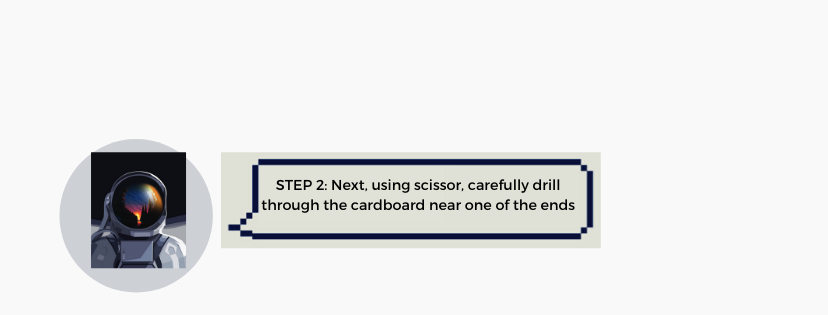 STEP 2: Next, using scissor, carefully drill
through the cardboard near one of the ends